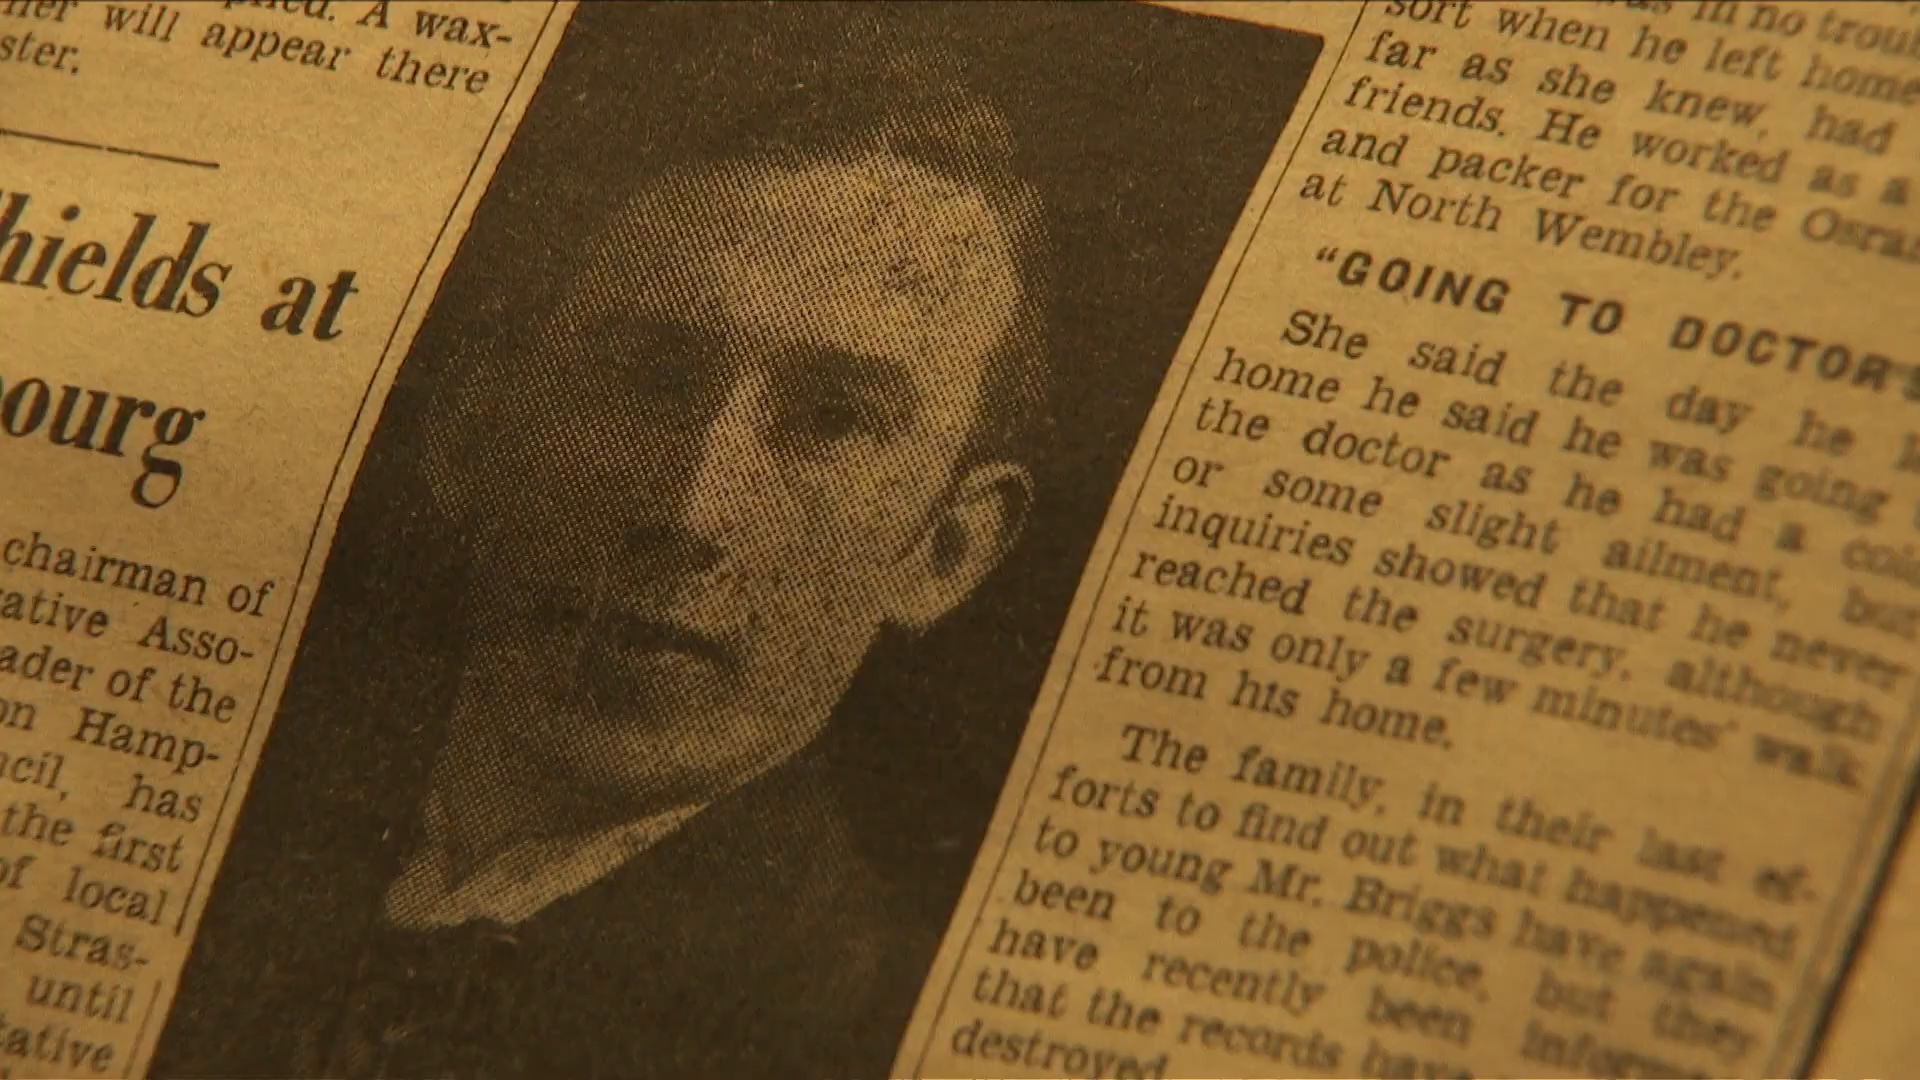 will appear there
ster.
hields at
bourg
chairman of
ative Asso-
ader of the
on Hamp-
ncil, has
the first
of local
Stras-
until
tative
in no
sort when he left home
far as she knew, had
friends. He worked as a
and packer for the
at North Wembley.
"GOING TO DOCTOR'S
She said the day he
home he said he was going
the doctor as he had a
or some slight ailment, but
inquiries showed that he never
reached the surgery, although
it was only a few minutes' walk
from his home.
The family, in their last ef-
forts to find out what happened
to young Mr. Briggs have again
been to the police, but they
have recently been
that the records have
destroyed